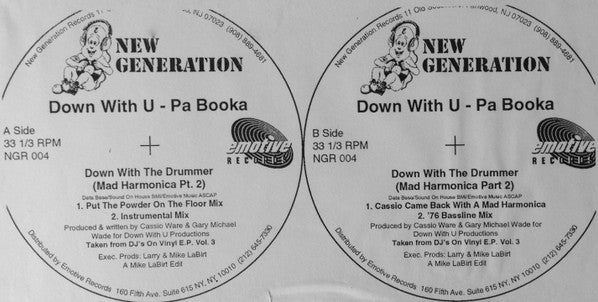 New Generation Records 11 Old South Fanwood, NJ 07023 (908) 889-4681
NEW
GENERATION
Down With U - Pa Booka
A Side
33 1/3 RPM
NGR 004
emotive
RECORDS
Down With The Drummer
(Mad Harmonica Pt. 2)
Data Base/Sound On House BMI/Emotive Music ASCAP
1. Put The Powder On The Floor Mix
2. Instrumental Mix
Produced & written by Cassio Ware & Gary Michael
Wade for Down With U Productions
Taken from DJ's On Vinyl E.P. Vol. 3
Exec. Prods: Larry & Mike LaBirt
A Mike LaBirt Edit
Distributed by Emotive Records 160 Fifth Ave. Suite 615 NY, NY 10010 (212) 645-7330
New Generation Records 11 Old South Fanwood, NJ 07023 (908) 889-4681
NEW
GENERATION
Down With U - Pa Booka
B Side
33 1/3 RPM
NGR 004
emotive
RECORDS
Down With The Drummer
(Mad Harmonica Part 2)
Data Base/Sound On House BMI/Emotive Music ASCAP
1. Cassio Came Back With A Mad Harmonica
2. '76 Bassline Mix
Produced by Cassio Ware & Gary Michael
Wade for Down With U Productions
Taken from DJ's On Vinyl E.P. Vol. 3
Exec. Prods: Larry & Mike LaBirt
A Mike LaBirt Edit
Distributed by Emotive Records 160 Fifth Ave. Suite 615 NY, NY 10010 (212) 645-7330